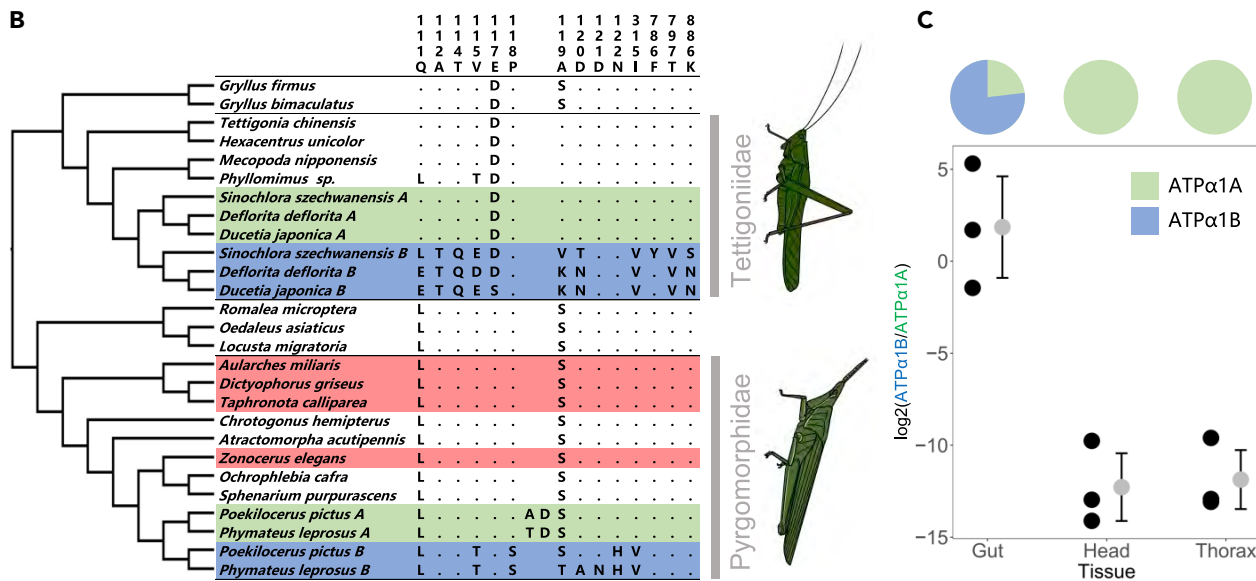 B
1 1 1 1 1 1 1 1 1 1 3 7 7 8
1 1 1 1 1 1 1 2 2 2 1 8 9 8
1 2 4 5 7 8 9 0 1 2 5 6 7 6
Q A T V E P A D D N I F T K
Gryllus firmus . . . . D . S . . . . . . .
Gryllus bimaculatus . . . . D . S . . . . . . .
Tettigonia chinensis . . . . D . . . . . . . . .
Hexacentrus unicolor . . . . D . . . . . . . . .
Mecopoda nipponensis . . . . D . . . . . . . . .
Phyllomimus sp. L . . T D . . . . . . . . .
Sinochlora szechwanensis A . . . . D . . . . . . . . .
Deflorita deflorita A . . . . D . . . . . . . . .
Ducetia japonica A . . . . D . . . . . . . . .
Sinochlora szechwanensis B L T Q E D . V T . . V Y V S
Deflorita deflorita B E T Q D D . K N . . V . V N
Ducetia japonica B E T Q E S . K N . . V . V N
Romalea microptera L . . . . . S . . . . . . .
Oedaleus asiaticus L . . . . . S . . . . . . .
Locusta migratoria L . . . . . S . . . . . . .
Aularches miliaris L . . . . . S . . . . . . .
Dictyophorus griseus L . . . . . S . . . . . . .
Taphronota calliparea L . . . . . S . . . . . . .
Chrotogonus hemipterus L . . . . . S . . . . . . .
Atractomorpha acutipennis L . . . . . S . . . . . . .
Zonocerus elegans L . . . . . S . . . . . . .
Ochrophlebia cafra L . . . . . S . . . . . . .
Sphenarium purpurascens L . . . . . S . . . . . . .
Poekilocerus pictus A L . . . . . A D S . . . . . . .
Phymateus leprosus A L . . . . . T D S . . . . . . .
Poekilocerus pictus B L . . T . S S . . H V . . .
Phymateus leprosus B L . . T . S T A N H V . . .
Tettigoniidae
Pyrgomorphidae
C
ATPα1A
ATPα1B
log2(ATPα1B/ATPα1A)
5
0
−5
−10
−15
Gut
Head
Thorax
Tissue